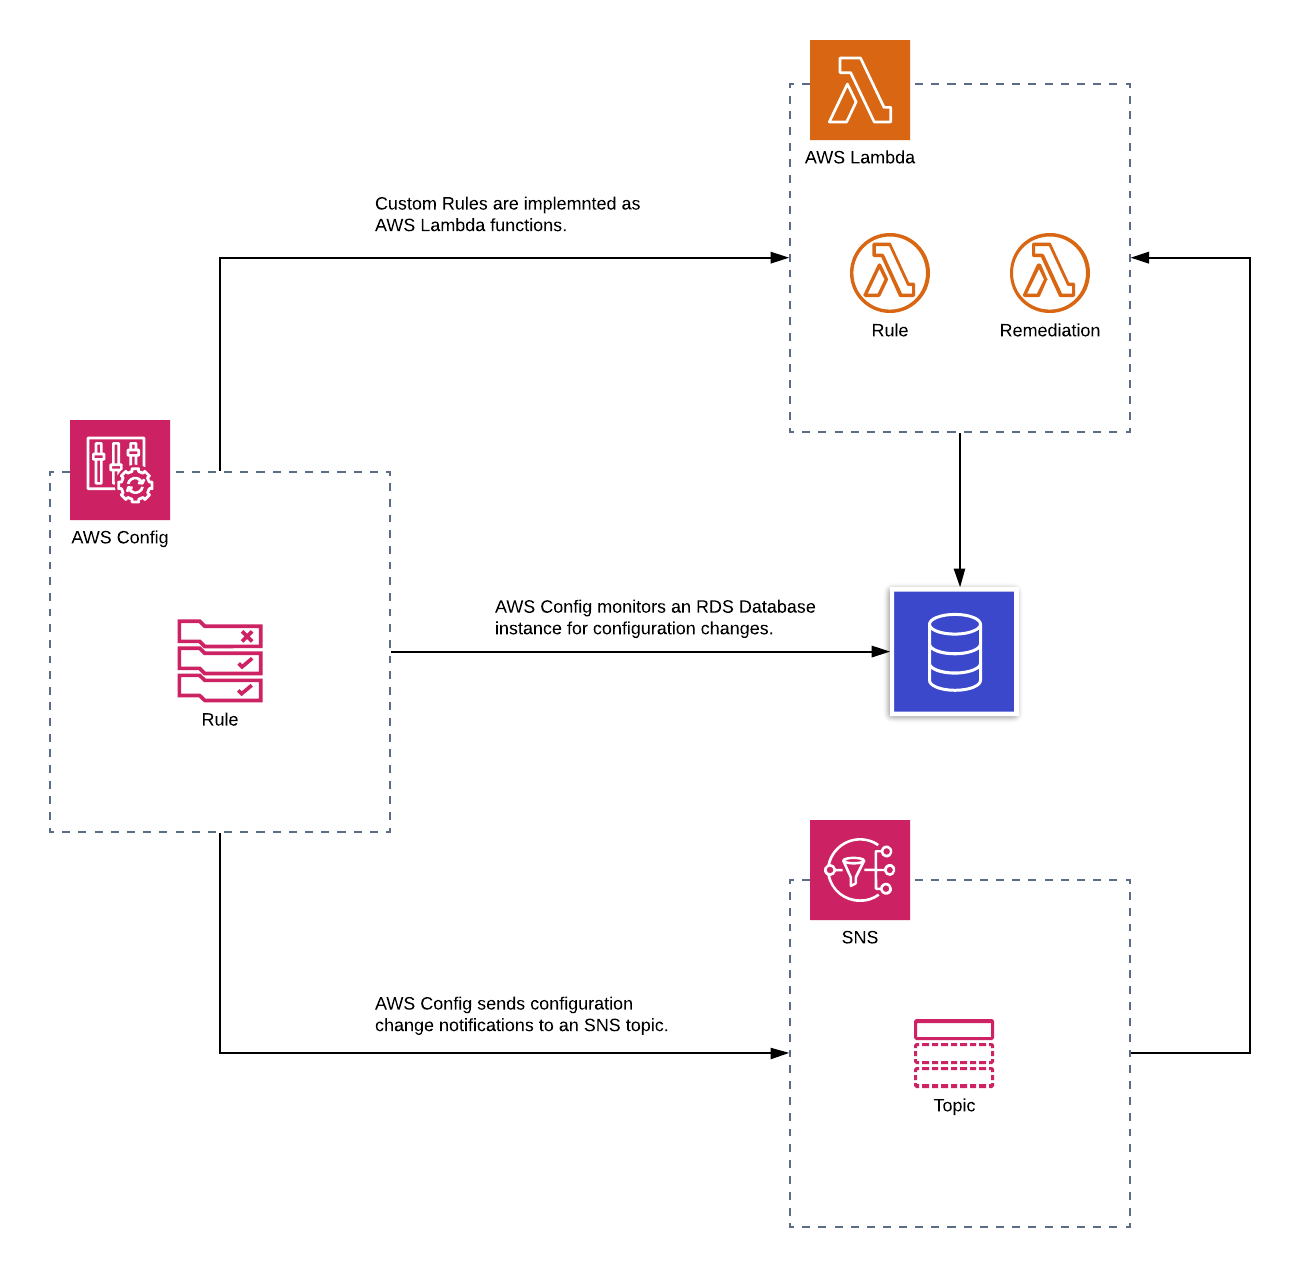 AWS Lambda
Custom Rules are implemnted as
AWS Lambda functions.
Rule
Remediation
AWS Config
AWS Config monitors an RDS Database
instance for configuration changes.
Rule
SNS
AWS Config sends configuration
change notifications to an SNS topic.
Topic